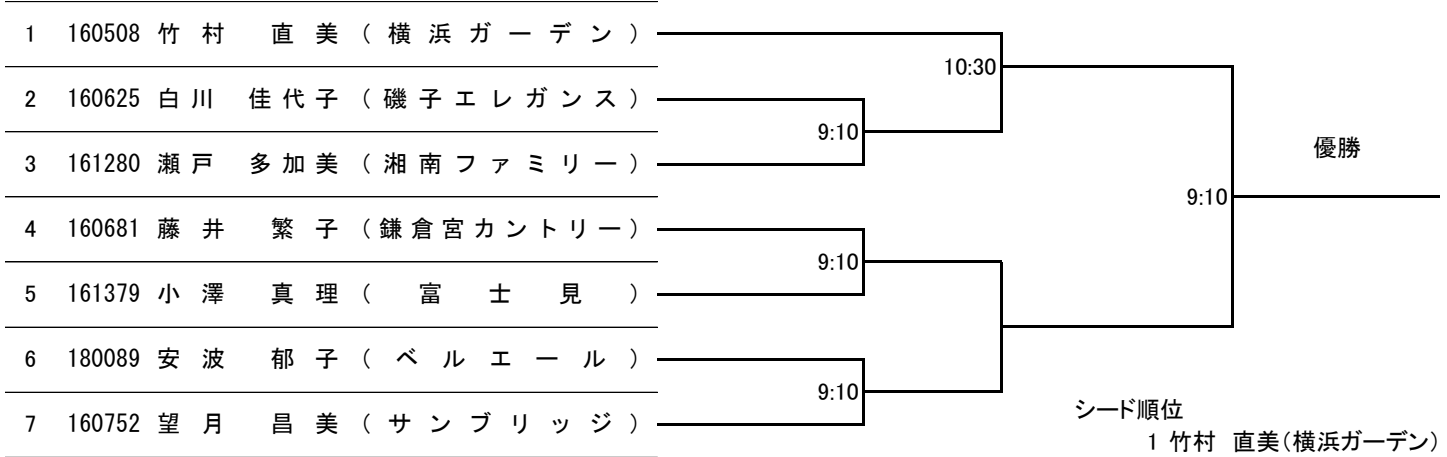 1 160508 竹村 直美 (横浜ガーデン)
10:30
2 160625 白川 佳代子 (磯子エレガンス)
9:10
3 161280 瀬戸 多加美 (湘南ファミリー)
優勝
9:10
4 160681 藤井 繁子 (鎌倉宮カントリー)
9:10
5 161379 小澤 真理 (富士見)
6 180089 安波 郁子 (ベルエール)
9:10
7 160752 望月 昌美 (サンブリッジ)
シード順位
1 竹村 直美(横浜ガーデン)